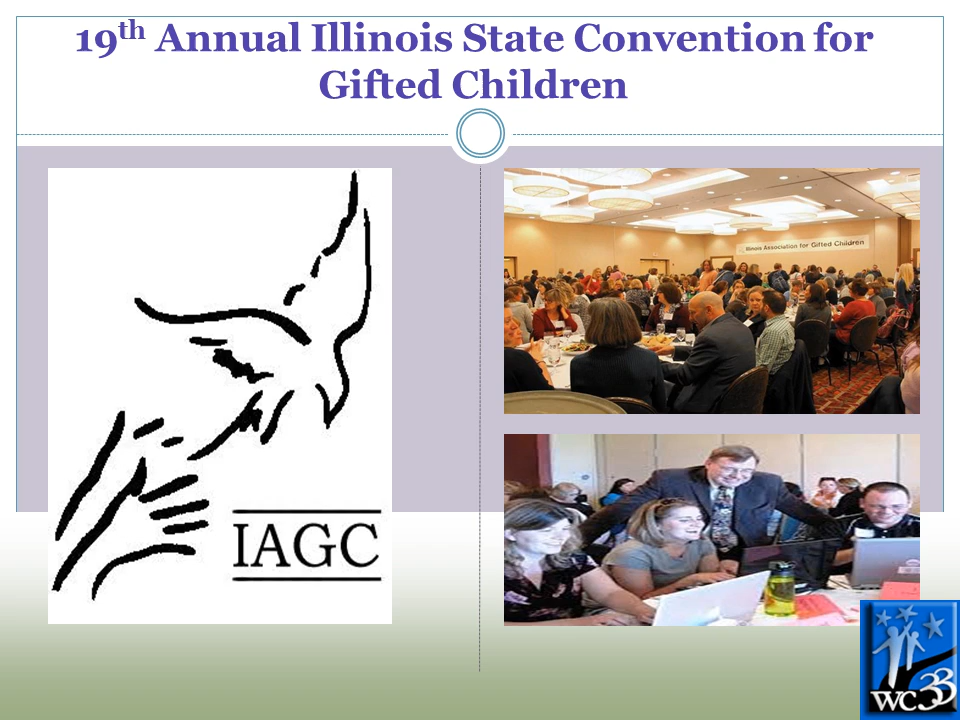 19th Annual Illinois State Convention for
Gifted Children
Illinois Association for Gifted Children
IAGC
WC33